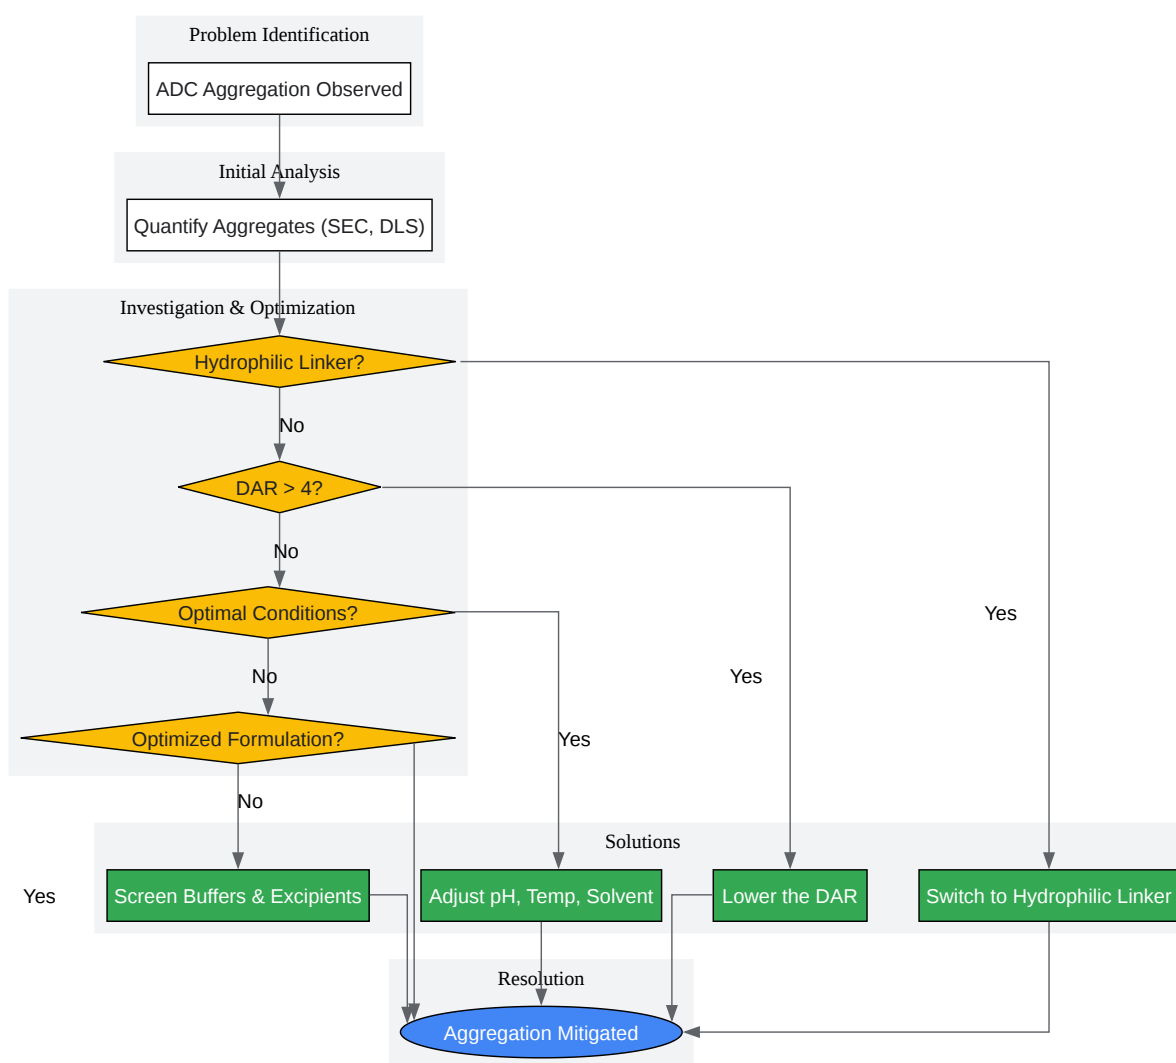 Problem Identification
ADC Aggregation Observed
Initial Analysis
Quantify Aggregates (SEC, DLS)
Investigation & Optimization
Hydrophilic Linker?
No
DAR > 4?
No
Optimal Conditions?
Yes
No
Yes
Optimized Formulation?
Yes
No
Solutions
Yes
Screen Buffers & Excipients
Adjust pH, Temp, Solvent
Lower the DAR
Switch to Hydrophilic Linker
Resolution
Aggregation Mitigated